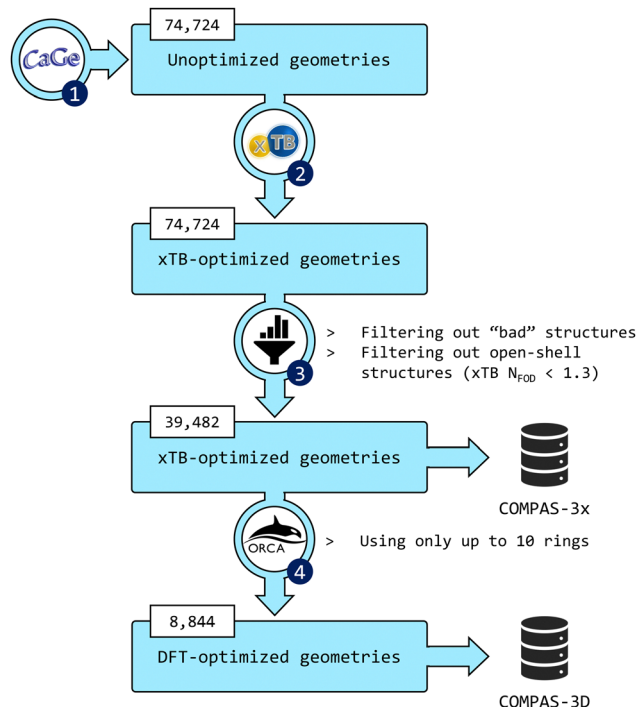 74,724
CaGe
Unoptimized geometries
1
xTB
2
74,724
xTB-optimized geometries
> Filtering out “bad” structures
> Filtering out open-shell
structures (xTB NFOD < 1.3)
3
39,482
xTB-optimized geometries
COMPAS-3x
ORCA
> Using only up to 10 rings
4
8,844
DFT-optimized geometries
COMPAS-3D